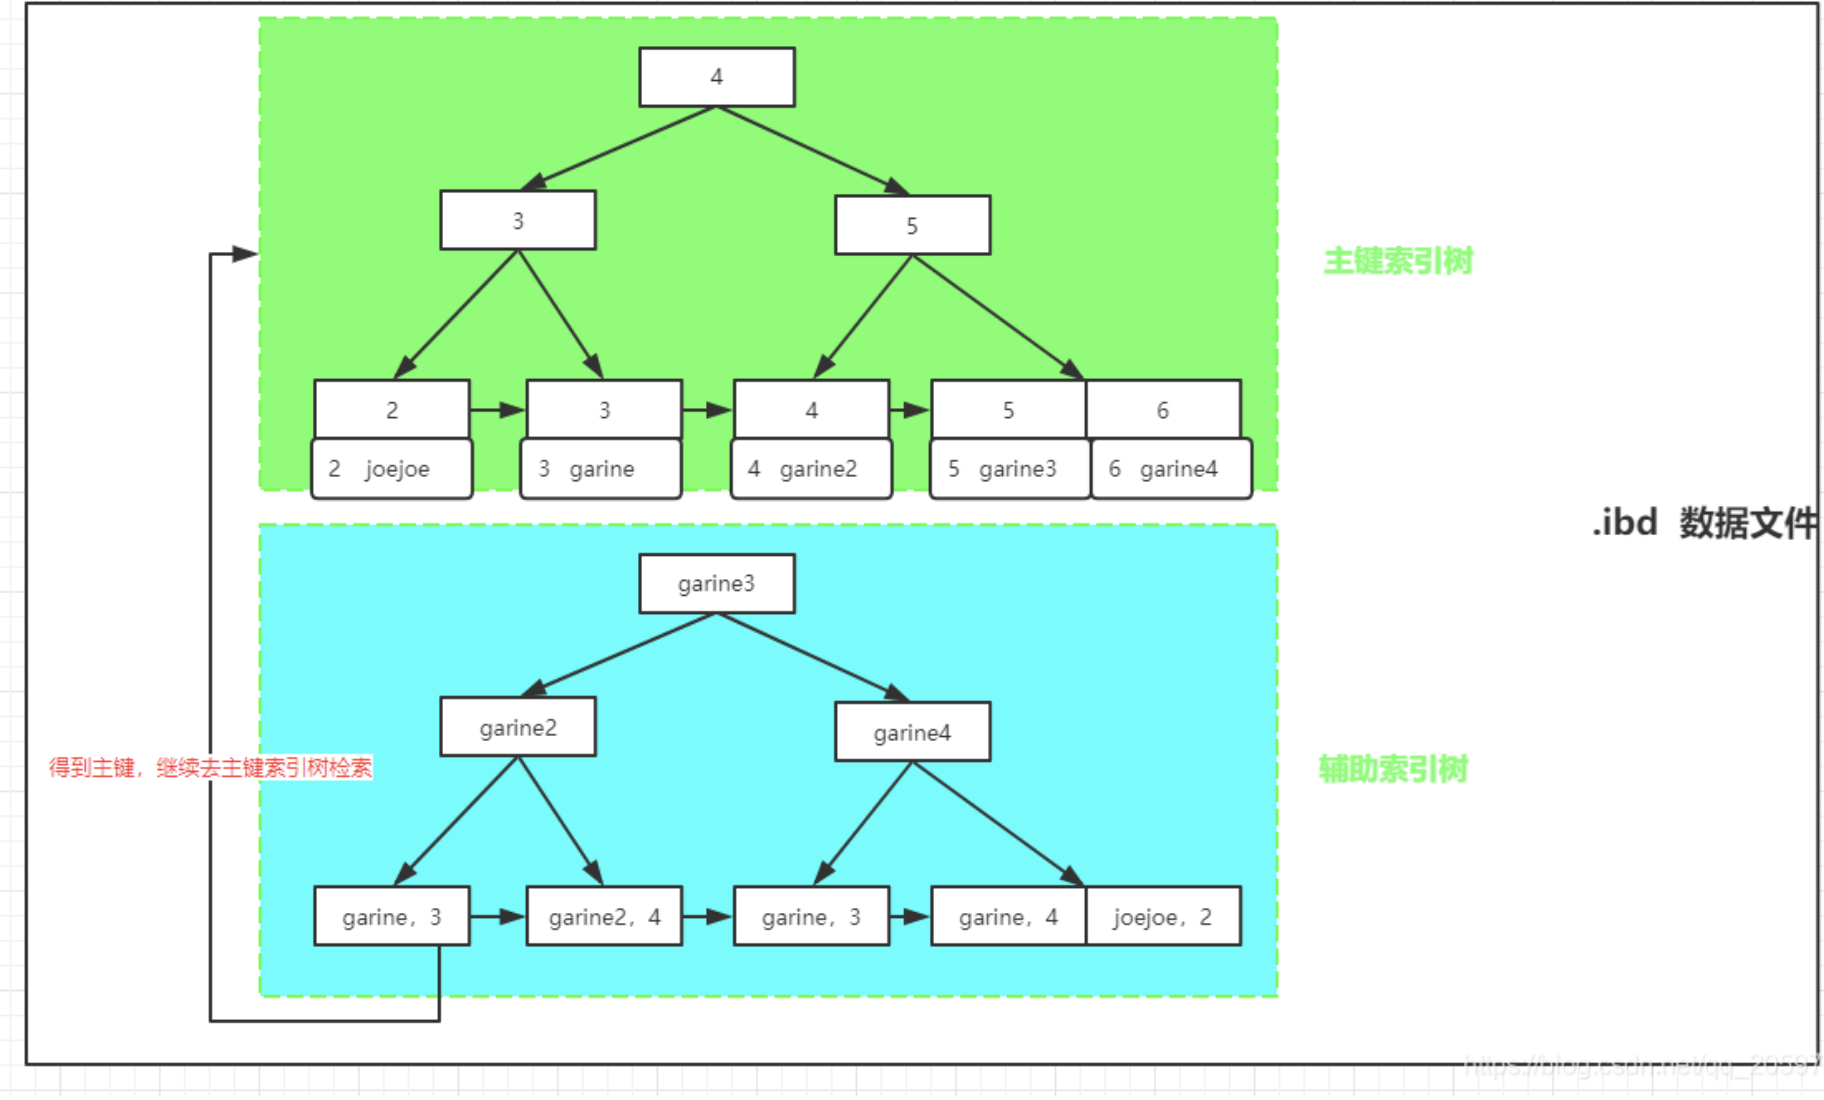 4
3
5
主键索引树
2
3
4
5
6
2 joejoe
3 garine
4 garine2
5 garine3
6 garine4
.ibd 数据文件
garine3
garine2
garine4
得到主键，继续去主键索引树检索
辅助索引树
garine，3
garine2，4
garine，3
garine，4
joejoe，2
https://blog.csdn.net/qq_20597